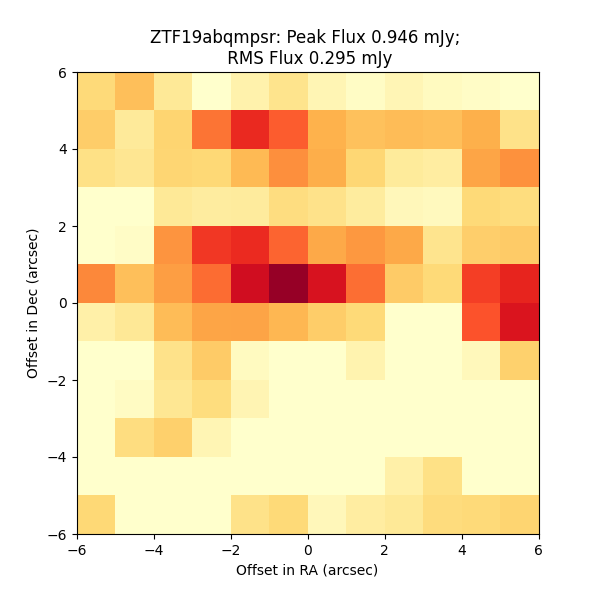 ZTF19abqmpsr: Peak Flux 0.946 mJy;
RMS Flux 0.295 mJy
6
4
2
0
−2
−4
−6
Offset in Dec (arcsec)
−6 −4 −2 0 2 4 6
Offset in RA (arcsec)